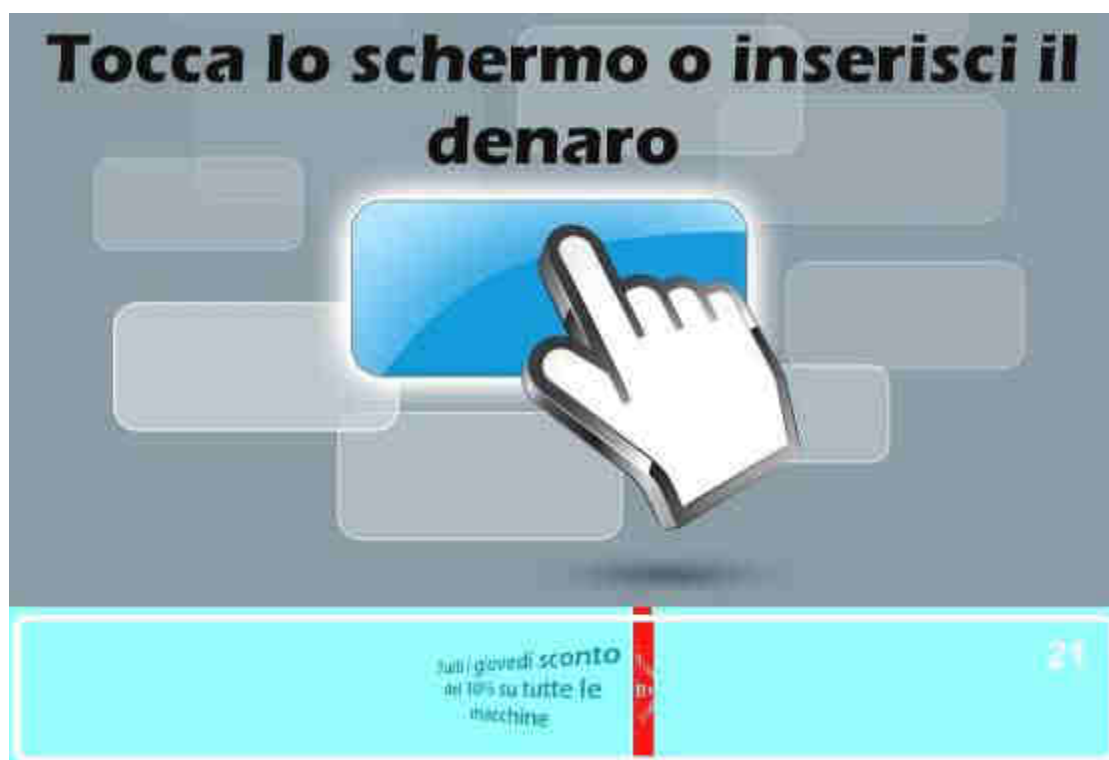 Tocca lo schermo o inserisci il
denaro
Tutti i giovedì sconto
del 10% su tutte le
macchine
21